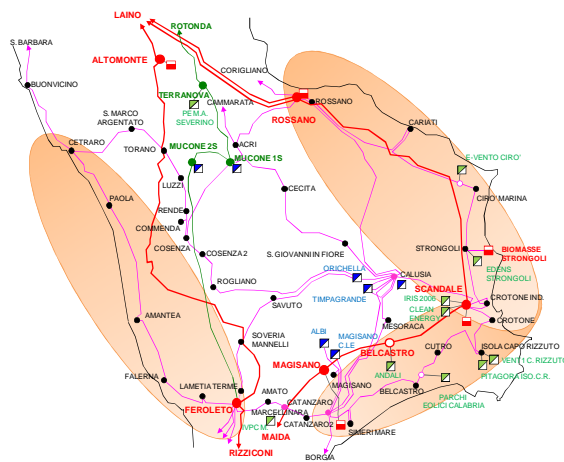 LAINO
ROTONDA
S. BARBARA
ALTOMONTE
CORIGLIANO
BUONVICINO
TERRANOVA
CAMMARATA
ROSSANO
PE M.A.
SEVERINO
ROSSANO
S. MARCO
ARGENTATO
CARIATI
CETRARO
TORANO
MUCONE 2S
MUCONE 1S
ACRI
E-VENTO CIRO'
LUZZI
CECITA
CIRO' MARINA
PAOLA
RENDE
COMMENDA
COSENZA
COSENZA 2
S. GIOVANNI IN FIORE
STRONGOLI
BIOMASSE
STRONGOLI
EDENS
STRONGOLI
ORICHELLA
CALUSIA
ROGLIANO
TIMPAGRANDE
SCANDALE
IRIS 2006
CLEAN
ENERGY
CROTONE IND.
CROTONE
SAVUTO
MESORACA
AMANTEA
ALBI
MAGISANO
C.LE
SOVERIA
MANNELLI
BELCASTRO
CUTRO
ISOLA CAPO RIZZUTO
VENTI C. RIZZUTO
PITAGORA ISO.C.R.
MAGISANO
MAGISANO
ANDALI
FALERNA
LAMETIA TERME
AMATO
BELCASTRO
PARCHI
EOLICI CALABRIA
FEROLETO
MARCELLINARA
CATANZARO
CATANZARO2
SIMERI MARE
IVPC M.
MAIDA
RIZZICONI
BORGIA